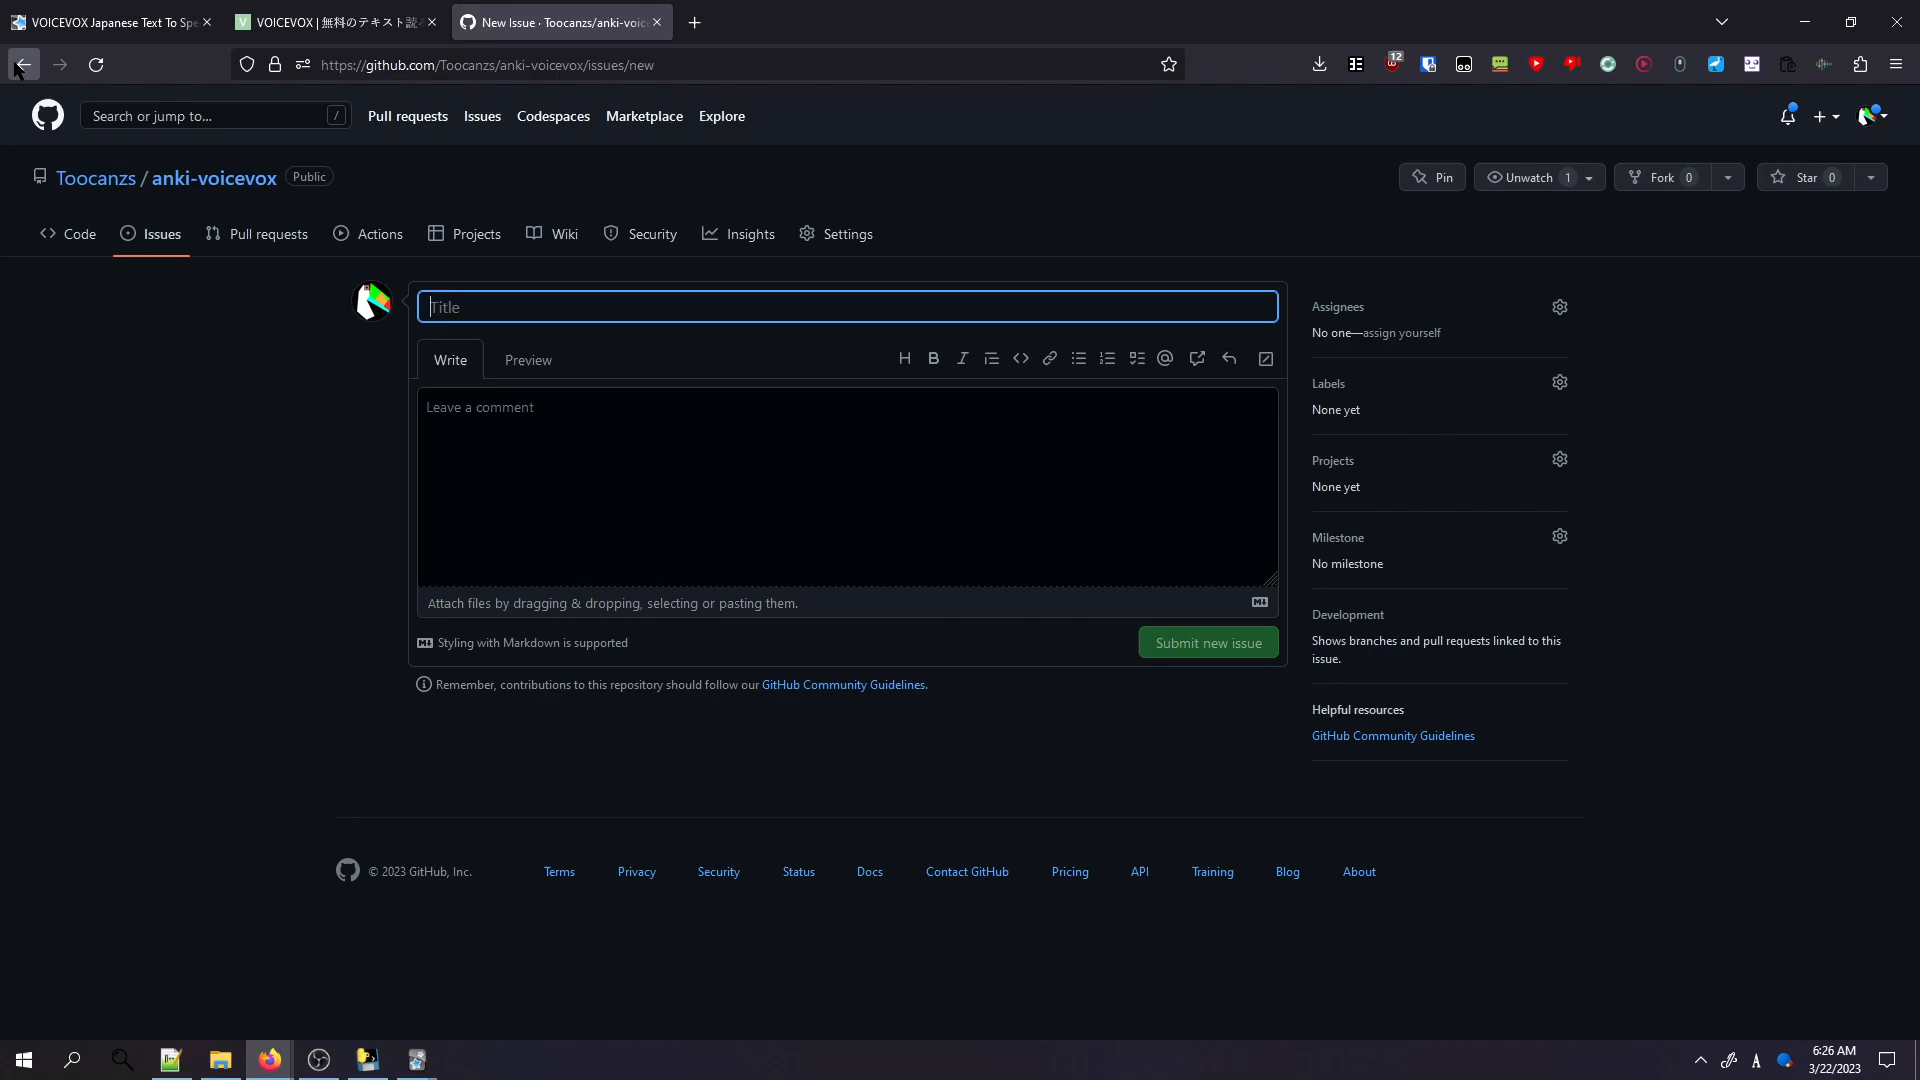 VOICEVOX Japanese Text To Spe
VOICEVOX | 無料のテキスト読み
New Issue · Toocanzs/anki-voice
https://github.com/Toocanzs/anki-voicevox/issues/new
12
Search or jump to...
/
Pull requests
Issues
Codespaces
Marketplace
Explore
Toocanzs / anki-voicevox
Public
Pin
Unwatch 1
Fork 0
Star 0
Code
Issues
Pull requests
Actions
Projects
Wiki
Security
Insights
Settings
Title
Write
Preview
Leave a comment
Attach files by dragging & dropping, selecting or pasting them.
Styling with Markdown is supported
Submit new issue
Remember, contributions to this repository should follow our GitHub Community Guidelines.
Assignees
No one—assign yourself
Labels
None yet
Projects
None yet
Milestone
No milestone
Development
Shows branches and pull requests linked to this
issue.
Helpful resources
GitHub Community Guidelines
© 2023 GitHub, Inc.
Terms
Privacy
Security
Status
Docs
Contact GitHub
Pricing
API
Training
Blog
About
A
6:26 AM
3/22/2023